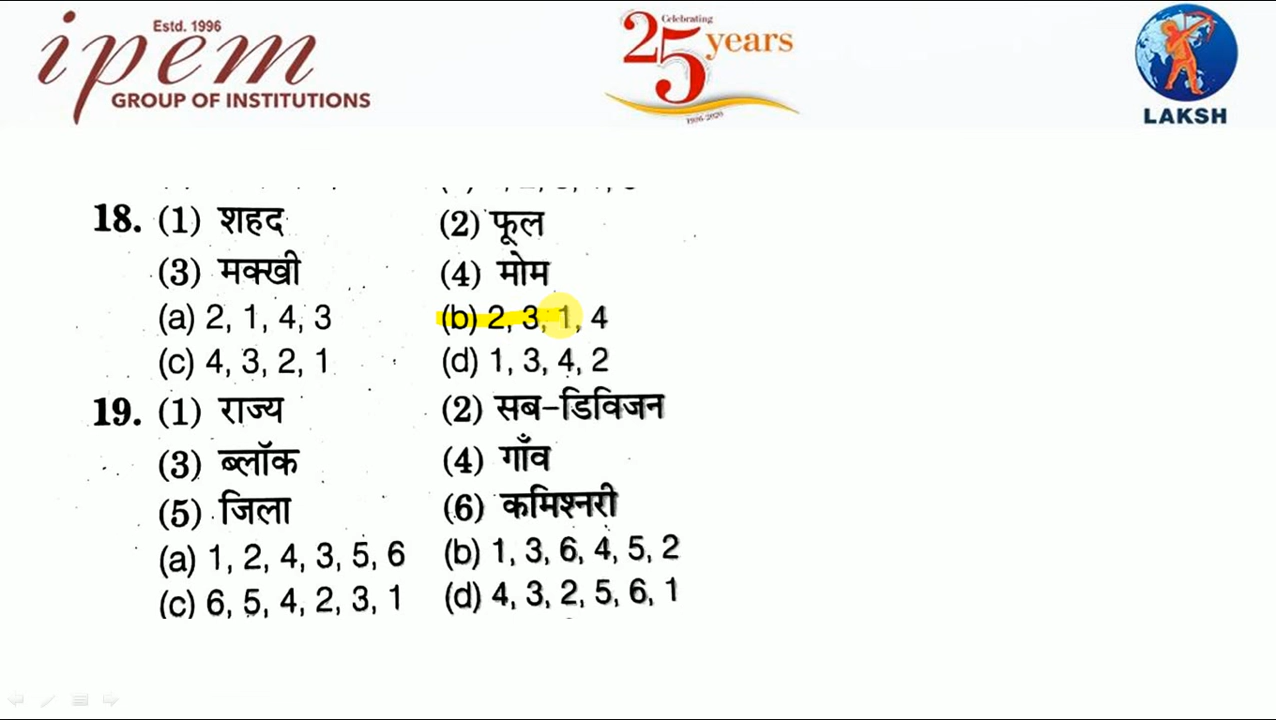 Estd. 1996
ipem
GROUP OF INSTITUTIONS
Celebrating
25 years
1996-2020
LAKSH
18. (1) शहद (2) फूल
(3) मक्खी (4) मोम
(a) 2, 1, 4, 3 (b) 2, 3, 1, 4
(c) 4, 3, 2, 1 (d) 1, 3, 4, 2
19. (1) राज्य (2) सब-डिविजन
(3) ब्लॉक (4) गाँव
(5) जिला (6) कमिश्नरी
(a) 1, 2, 4, 3, 5, 6 (b) 1, 3, 6, 4, 5, 2
(c) 6, 5, 4, 2, 3, 1 (d) 4, 3, 2, 5, 6, 1